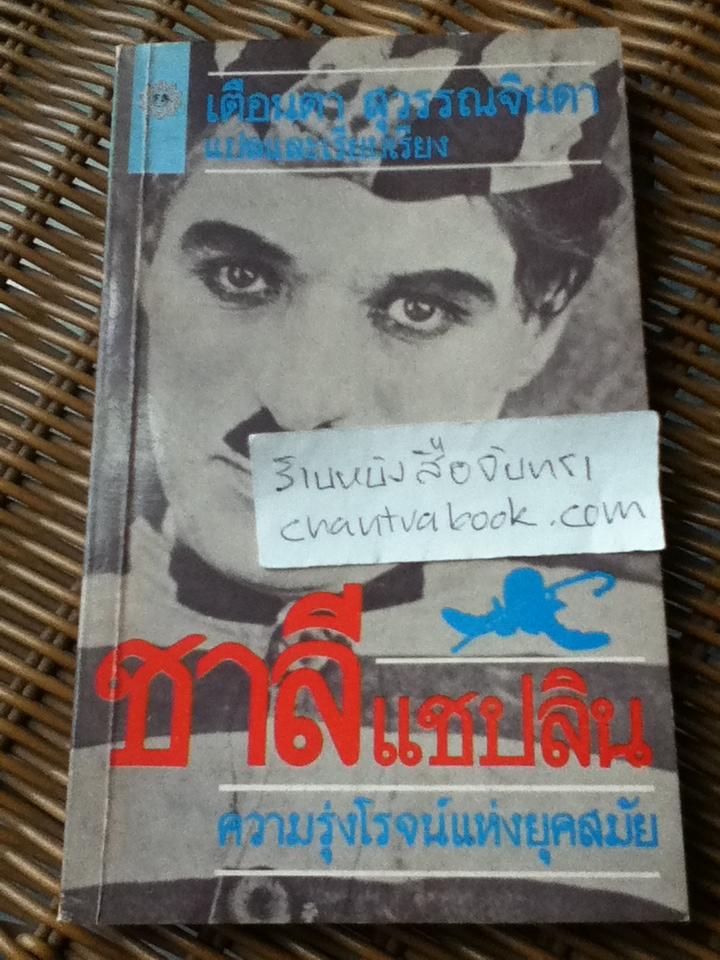 เตือนตา สุวรรณจินดา
แปลและเรียบเรียง
ร้านหนังสือจันทรา
chantrabook.com
ชาลี แชปลิน
ความรุ่งโรจน์แห่งยุคสมัย